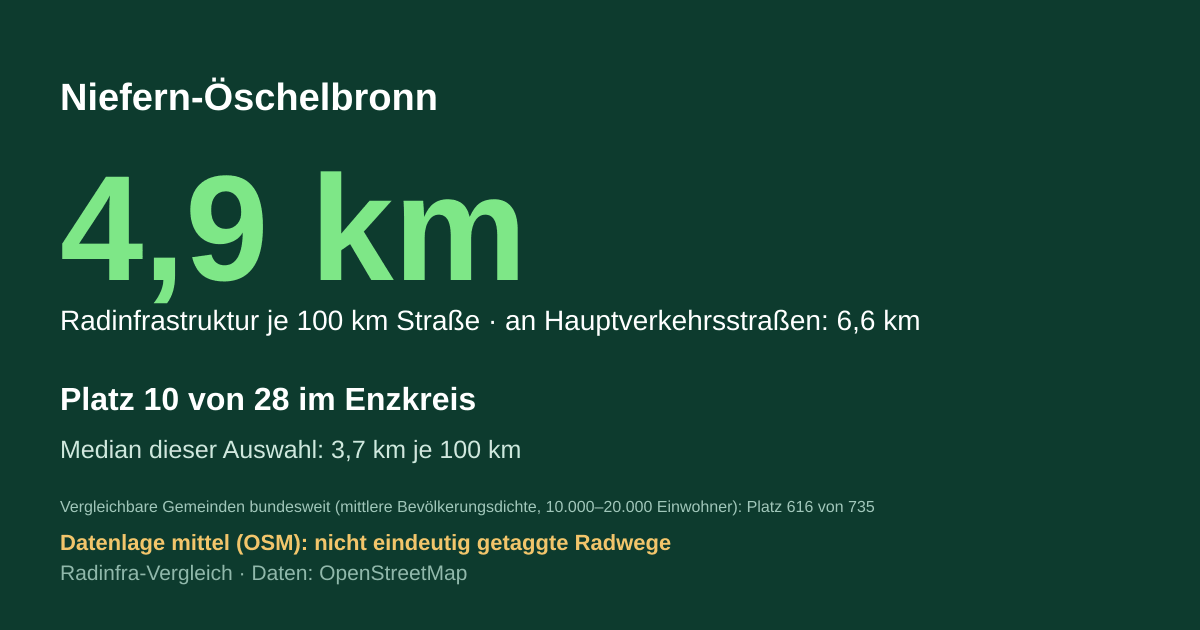 Niefern-Öschelbronn
4,9 km
Radinfrastruktur je 100 km Straße · an Hauptverkehrsstraßen: 6,6 km
Platz 10 von 28 im Enzkreis
Median dieser Auswahl: 3,7 km je 100 km
Vergleichbare Gemeinden bundesweit (mittlere Bevölkerungsdichte, 10.000–20.000 Einwohner): Platz 616 von 735
Datenlage mittel (OSM): nicht eindeutig getaggte Radwege
Radinfra-Vergleich · Daten: OpenStreetMap